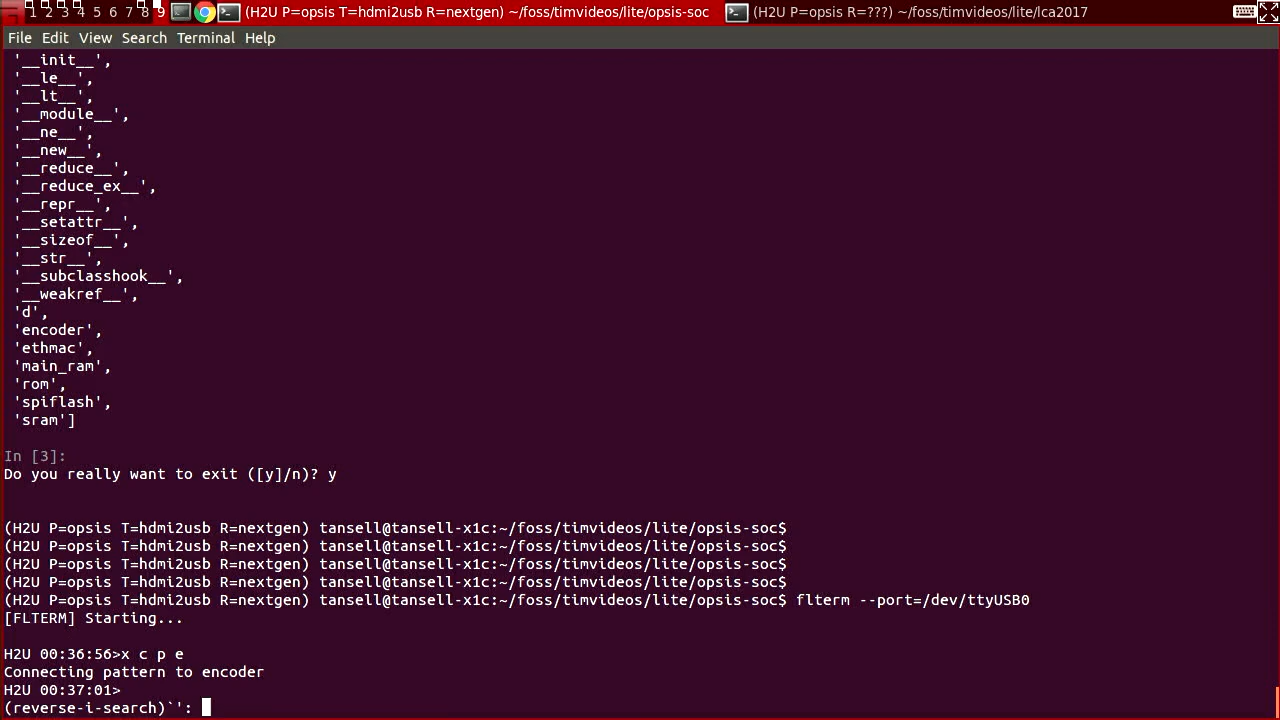 1 2 3 4 5 6 7 8 9 (H2U P=opsis T=hdmi2usb R=nextgen) ~/foss/timvideos/lite/opsis-soc (H2U P=opsis R=???) ~/foss/timvideos/lite/lca2017
File Edit View Search Terminal Help
'__init__',
'__le__',
'__lt__',
'__module__',
'__ne__',
'__new__',
'__reduce__',
'__reduce_ex__',
'__repr__',
'__setattr__',
'__sizeof__',
'__str__',
'__subclasshook__',
'__weakref__',
'd',
'encoder',
'ethmac',
'main_ram',
'rom',
'spiflash',
'sram']
In [3]:
Do you really want to exit ([y]/n)? y
(H2U P=opsis T=hdmi2usb R=nextgen) tansell@tansell-x1c:~/foss/timvideos/lite/opsis-soc$
(H2U P=opsis T=hdmi2usb R=nextgen) tansell@tansell-x1c:~/foss/timvideos/lite/opsis-soc$
(H2U P=opsis T=hdmi2usb R=nextgen) tansell@tansell-x1c:~/foss/timvideos/lite/opsis-soc$
(H2U P=opsis T=hdmi2usb R=nextgen) tansell@tansell-x1c:~/foss/timvideos/lite/opsis-soc$
(H2U P=opsis T=hdmi2usb R=nextgen) tansell@tansell-x1c:~/foss/timvideos/lite/opsis-soc$ flterm --port=/dev/ttyUSB0
[FLTERM] Starting...
H2U 00:36:56>x c p e
Connecting pattern to encoder
H2U 00:37:01>
(reverse-i-search)`':